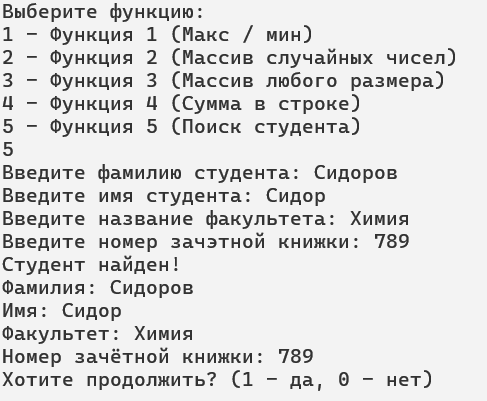 Выберите функцию:
1 - Функция 1 (Макс / мин)
2 - Функция 2 (Массив случайных чисел)
3 - Функция 3 (Массив любого размера)
4 - Функция 4 (Сумма в строке)
5 - Функция 5 (Поиск студента)
5
Введите фамилию студента: Сидоров
Введите имя студента: Сидор
Введите название факультета: Химия
Введите номер зачэтной книжки: 789
Студент найден!
Фамилия: Сидоров
Имя: Сидор
Факультет: Химия
Номер зачётной книжки: 789
Хотите продолжить? (1 - да, 0 - нет)